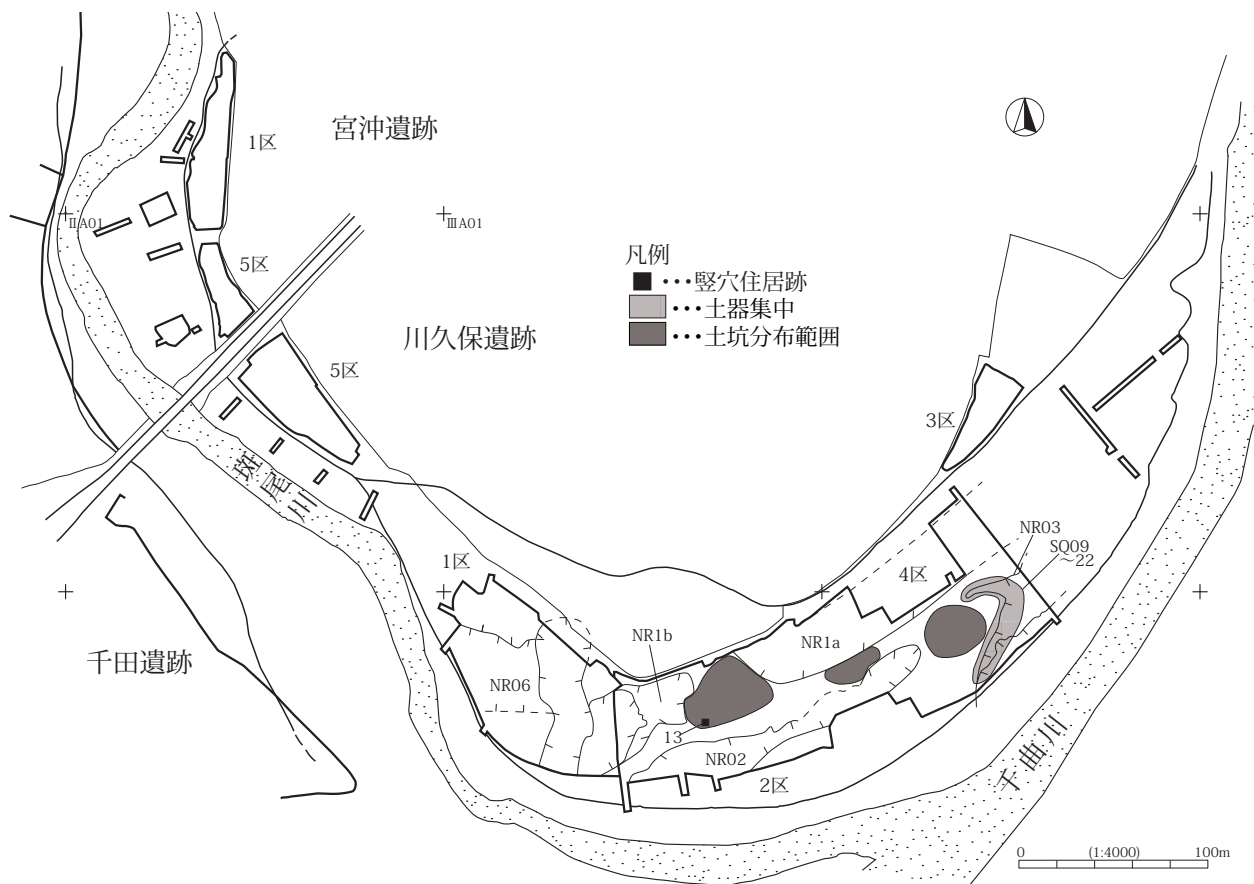 1区
宮沖遺跡
ⅡA01
ⅢA01
5区
凡例
■・・・竪穴住居跡
・・・土器集中
・・・土坑分布範囲
川久保遺跡
5区
3区
斑尾川
NR03
SQ09
～22
1区
4区
NR1b
NR1a
千田遺跡
NR06
13
NR02
2区
千曲川
0 (1:4000) 100m